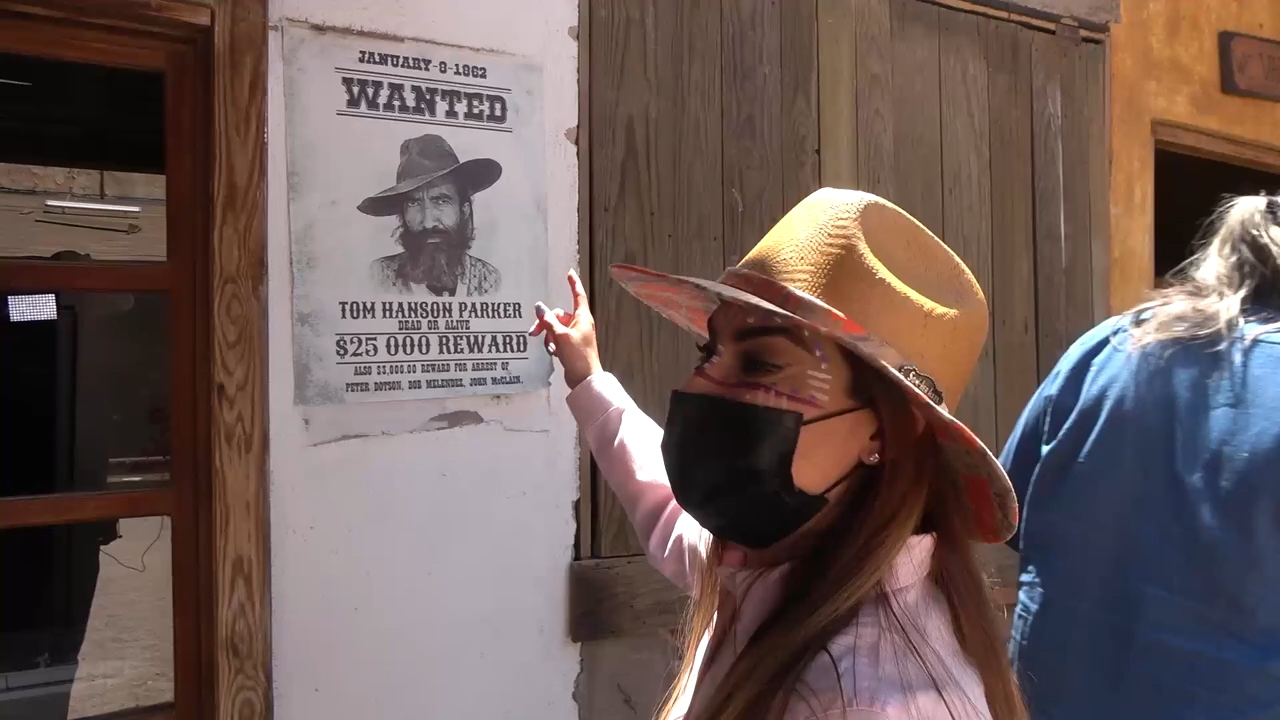 JANUARY-8-1862
WANTED
TOM HANSON PARKER
DEAD OR ALIVE
$25 000 REWARD
ALSO $3,000.00 REWARD FOR ARREST OF
PETER DOTSON, BOB MELENDEZ, JOHN McCLAIN.